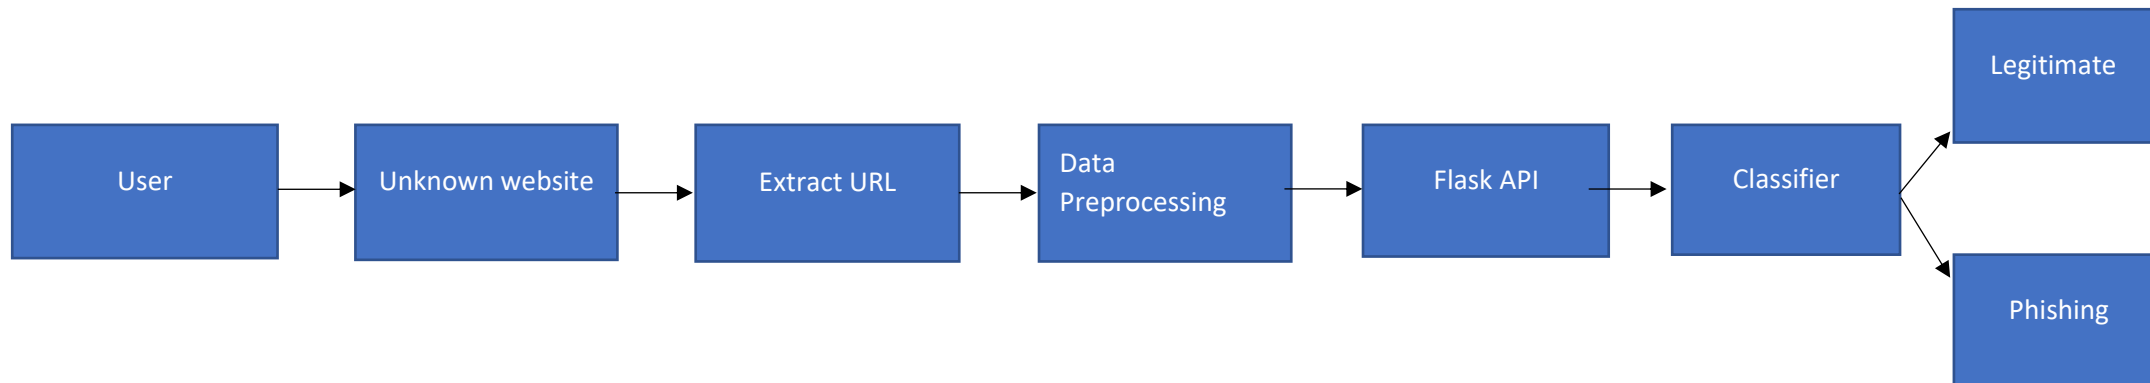 User
Unknown website
Extract URL
Data
Preprocessing
Flask API
Classifier
Legitimate
Phishing